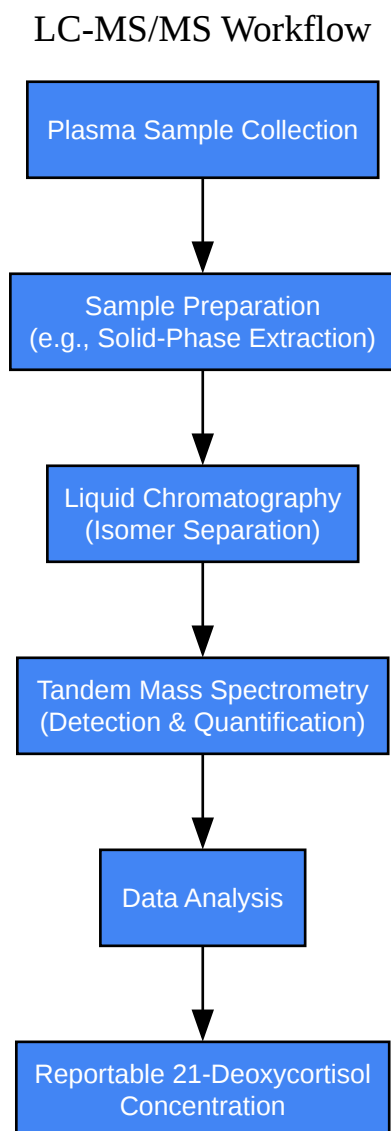 LC-MS/MS Workflow
Plasma Sample Collection
Sample Preparation
(e.g., Solid-Phase Extraction)
Liquid Chromatography
(Isomer Separation)
Tandem Mass Spectrometry
(Detection & Quantification)
Data Analysis
Reportable 21-Deoxycortisol
Concentration